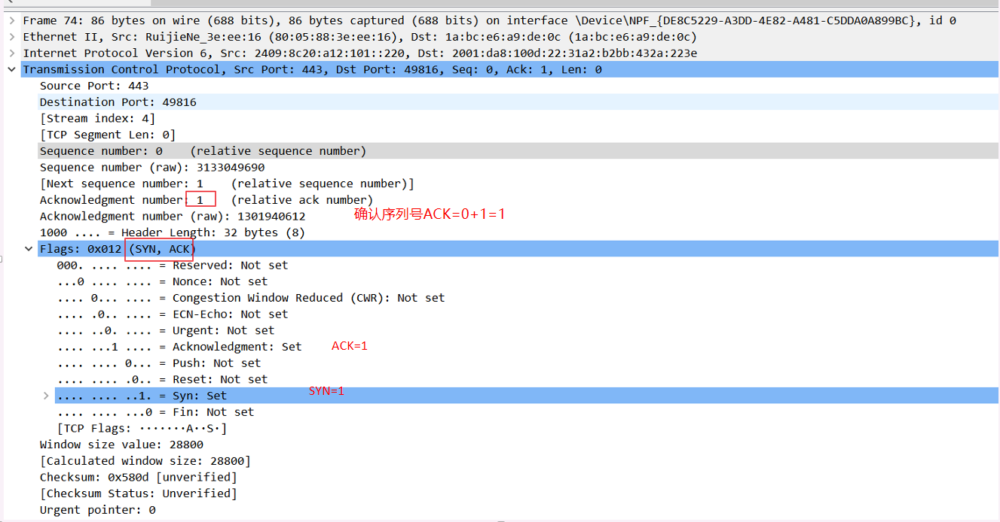 Frame 74: 86 bytes on wire (688 bits), 86 bytes captured (688 bits) on interface \Device\NPF_{DE8C5229-A3DD-4E82-A481-C5DDA0A899BC}, id 0
Ethernet II, Src: RuijieNe_3e:ee:16 (80:05:88:3e:ee:16), Dst: 1a:bc:e6:a9:de:0c (1a:bc:e6:a9:de:0c)
Internet Protocol Version 6, Src: 2409:8c20:a12:101::220, Dst: 2001:da8:100d:22:31a2:b2bb:432a:223e
Transmission Control Protocol, Src Port: 443, Dst Port: 49816, Seq: 0, Ack: 1, Len: 0
Source Port: 443
Destination Port: 49816
[Stream index: 4]
[TCP Segment Len: 0]
Sequence number: 0    (relative sequence number)
Sequence number (raw): 3133049690
[Next sequence number: 1    (relative sequence number)]
Acknowledgment number: 1    (relative ack number)
确认序列号ACK=0+1=1
Acknowledgment number (raw): 1301940612
1000 .... = Header Length: 32 bytes (8)
Flags: 0x012 (SYN, ACK)
000. .... .... = Reserved: Not set
...0 .... .... = Nonce: Not set
.... 0... .... = Congestion Window Reduced (CWR): Not set
.... .0.. .... = ECN-Echo: Not set
.... ..0. .... = Urgent: Not set
.... ...1 .... = Acknowledgment: Set    ACK=1
.... .... 0... = Push: Not set
.... .... .0.. = Reset: Not set
.... .... ..1. = Syn: Set    SYN=1
.... .... ...0 = Fin: Not set
[TCP Flags: ·······A··S·]
Window size value: 28800
[Calculated window size: 28800]
Checksum: 0x580d [unverified]
[Checksum Status: Unverified]
Urgent pointer: 0